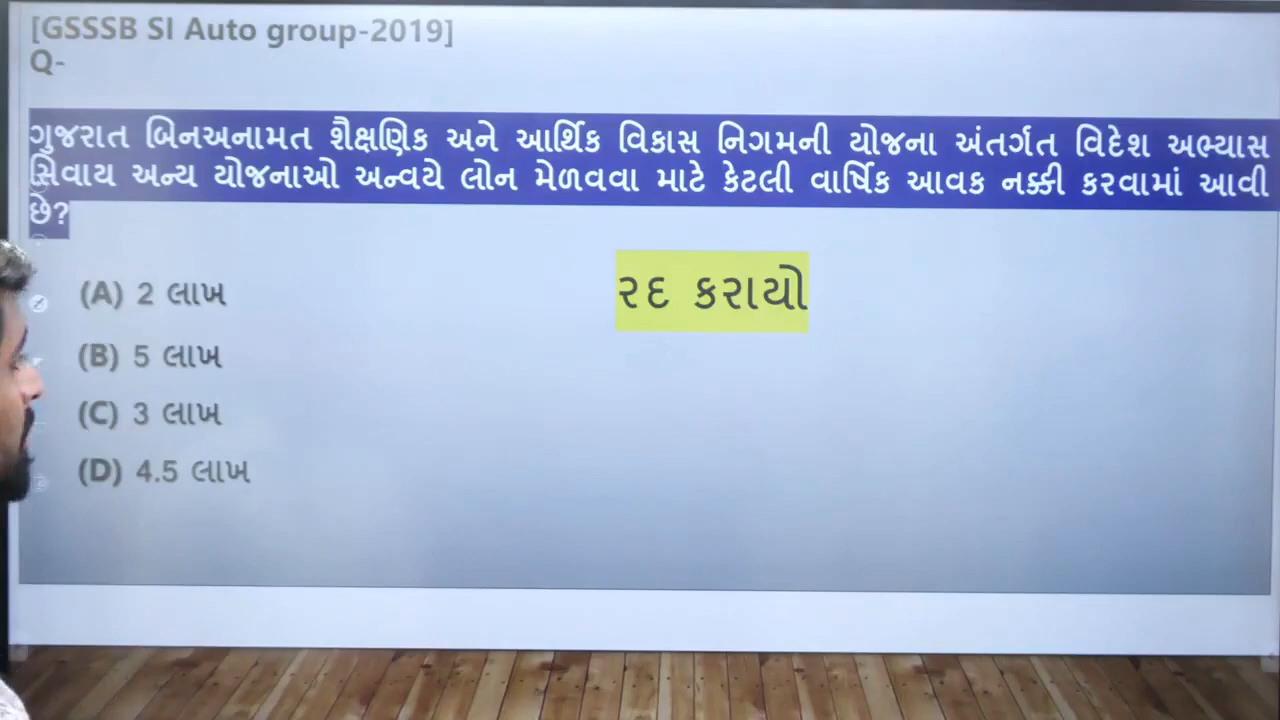 [GSSSB SI Auto group-2019]
Q-
ગુજરાત બિનઅનામત શૈક્ષણિક અને આર્થિક વિકાસ નિગમની યોજના અંતર્ગત વિદેશ અભ્યાસ
સિવાય અન્ય યોજનાઓ અન્વયે લોન મેળવવા માટે કેટલી વાર્ષિક આવક નક્કી કરવામાં આવી
છે?
(A) 2 લાખ
રદ કરાયો
(B) 5 લાખ
(C) 3 લાખ
(D) 4.5 લાખ